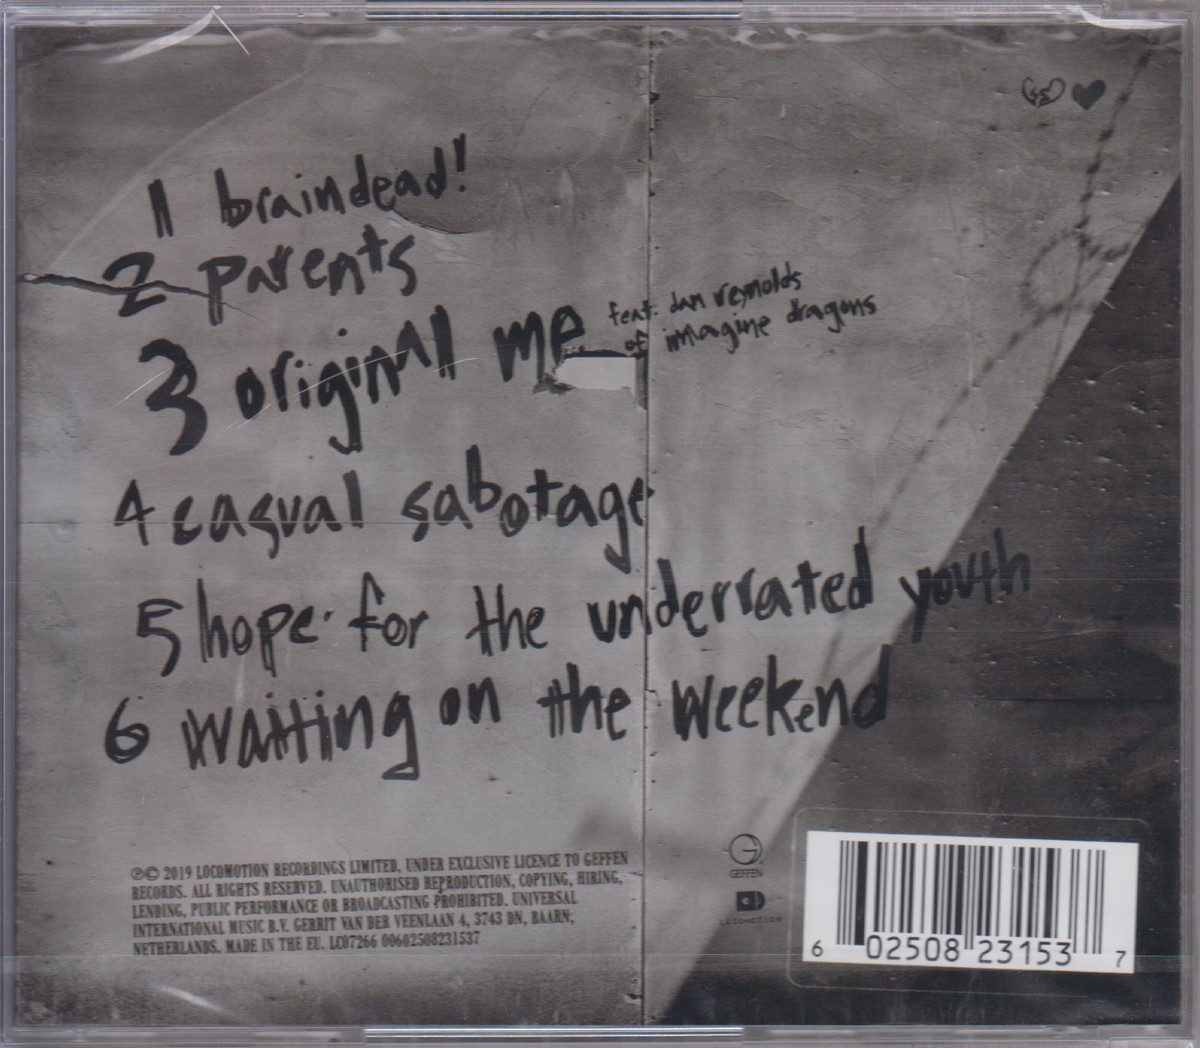 1 braindead!
2 parents
3 original me feat. dan reynolds
of imagine dragons
4 casual sabotage
5 hope for the underrated youth
6 waiting on the weekend
℗© 2019 LOCOMOTION RECORDINGS LIMITED, UNDER EXCLUSIVE LICENCE TO GEFFEN
RECORDS. ALL RIGHTS RESERVED. UNAUTHORISED REPRODUCTION, COPYING, HIRING,
LENDING, PUBLIC PERFORMANCE OR BROADCASTING PROHIBITED. UNIVERSAL
INTERNATIONAL MUSIC B.V. GERRIT VAN DER VEENLAAN 4, 3743 DN, BAARN,
NETHERLANDS. MADE IN THE EU. LC07266 00602508231537
GEFFEN
LOCOMOTION
6 02508 23153 7